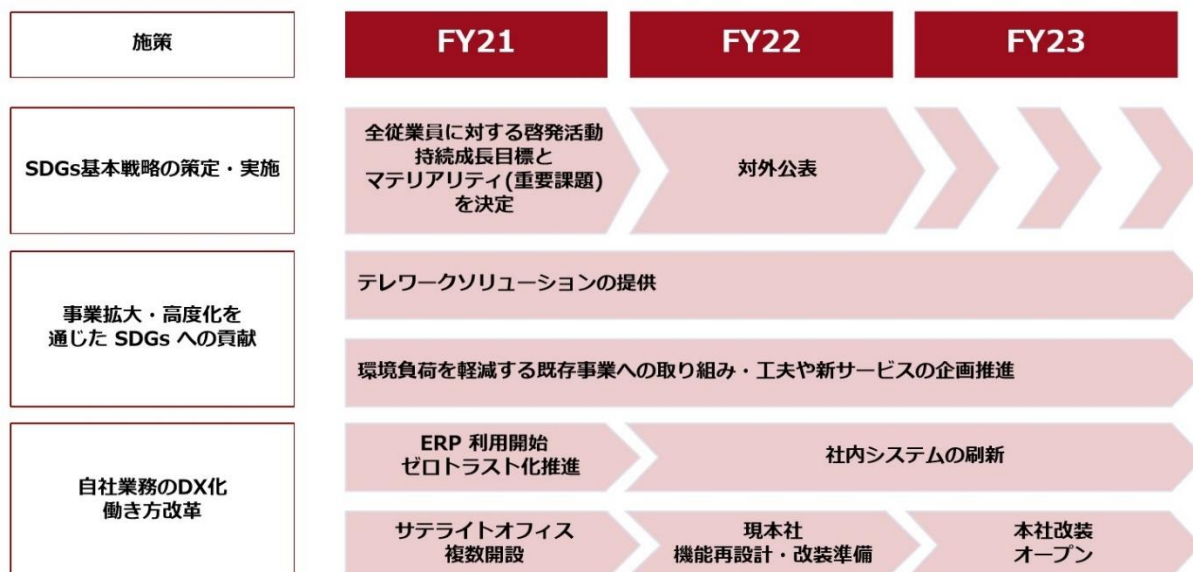 施策
FY21
FY22
FY23
SDGs基本戦略の策定・実施
全従業員に対する啓発活動
持続成長目標と
マテリアリティ(重要課題)
を決定
対外公表
事業拡大・高度化を
通じた SDGs への貢献
テレワークソリューションの提供
環境負荷を軽減する既存事業への取り組み・工夫や新サービスの企画推進
自社業務のDX化
働き方改革
ERP 利用開始
ゼロトラスト化推進
社内システムの刷新
サテライトオフィス
複数開設
現本社
機能再設計・改装準備
本社改装
オープン